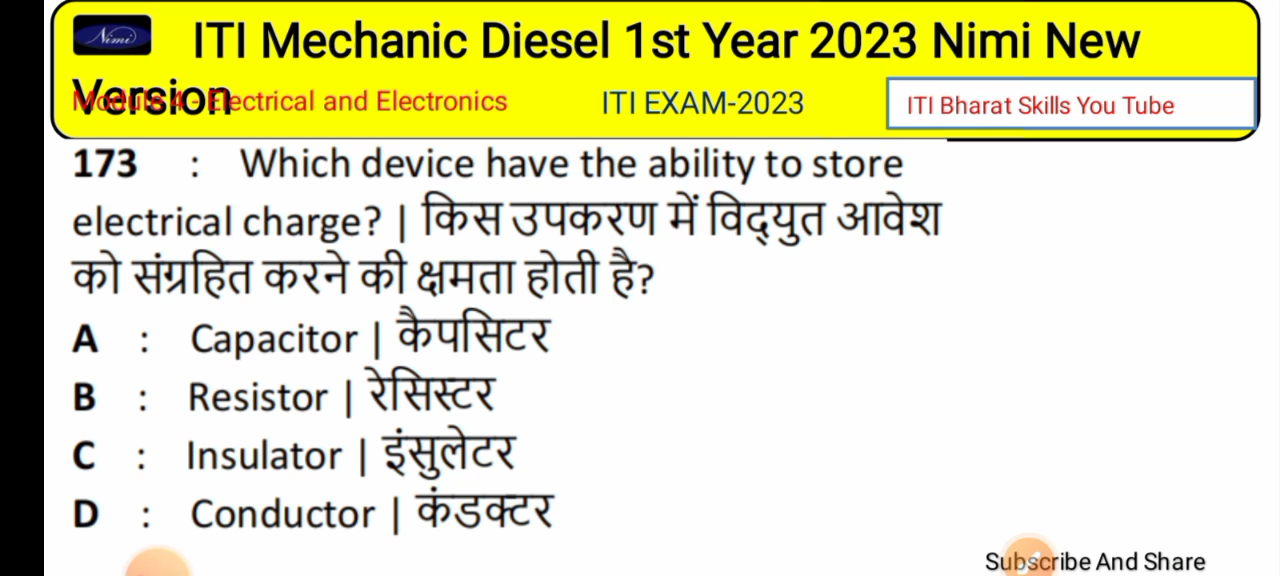 Nimi
ITI Mechanic Diesel 1st Year 2023 Nimi New
Version
Module 4 - Electrical and Electronics
ITI EXAM-2023
ITI Bharat Skills You Tube
173 : Which device have the ability to store
electrical charge? | किस उपकरण में विद्युत आवेश
को संग्रहित करने की क्षमता होती है?
A : Capacitor | कैपसिटर
B : Resistor | रेसिस्टर
C : Insulator | इंसुलेटर
D : Conductor | कंडक्टर
Subscribe And Share